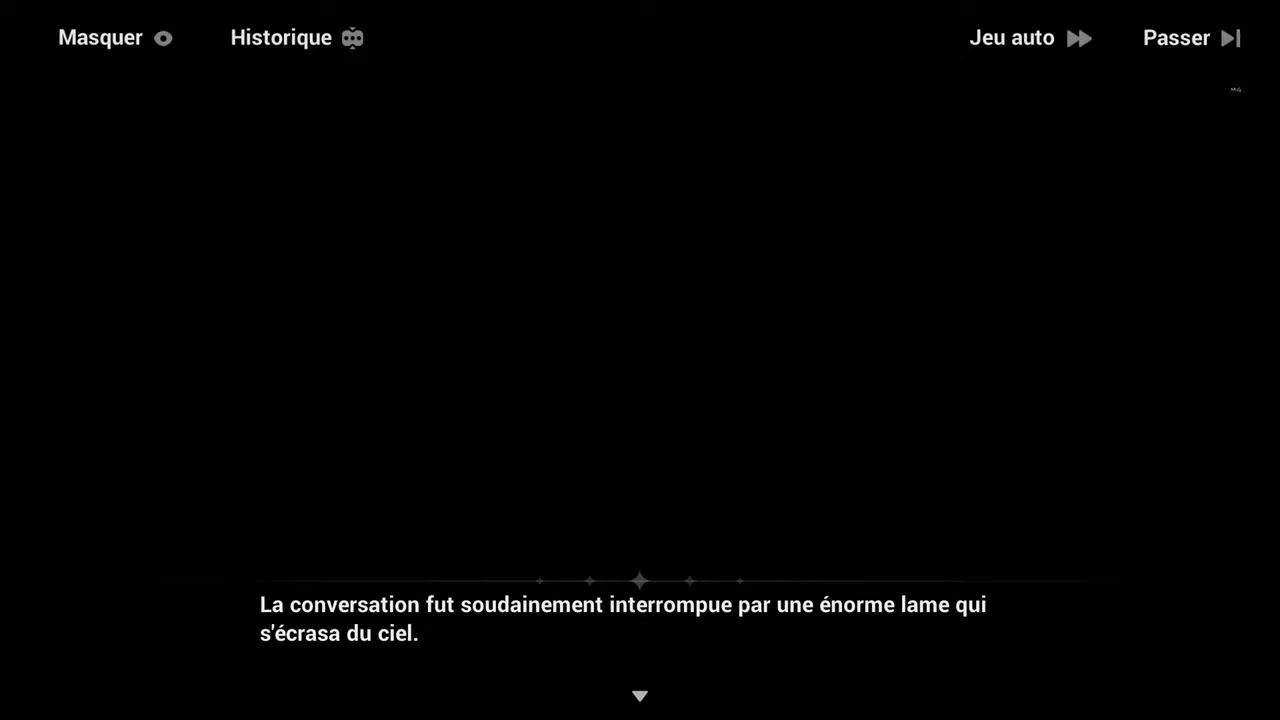 Masquer Historique Jeu auto Passer
La conversation fut soudainement interrompue par une énorme lame qui
s'écrasa du ciel.